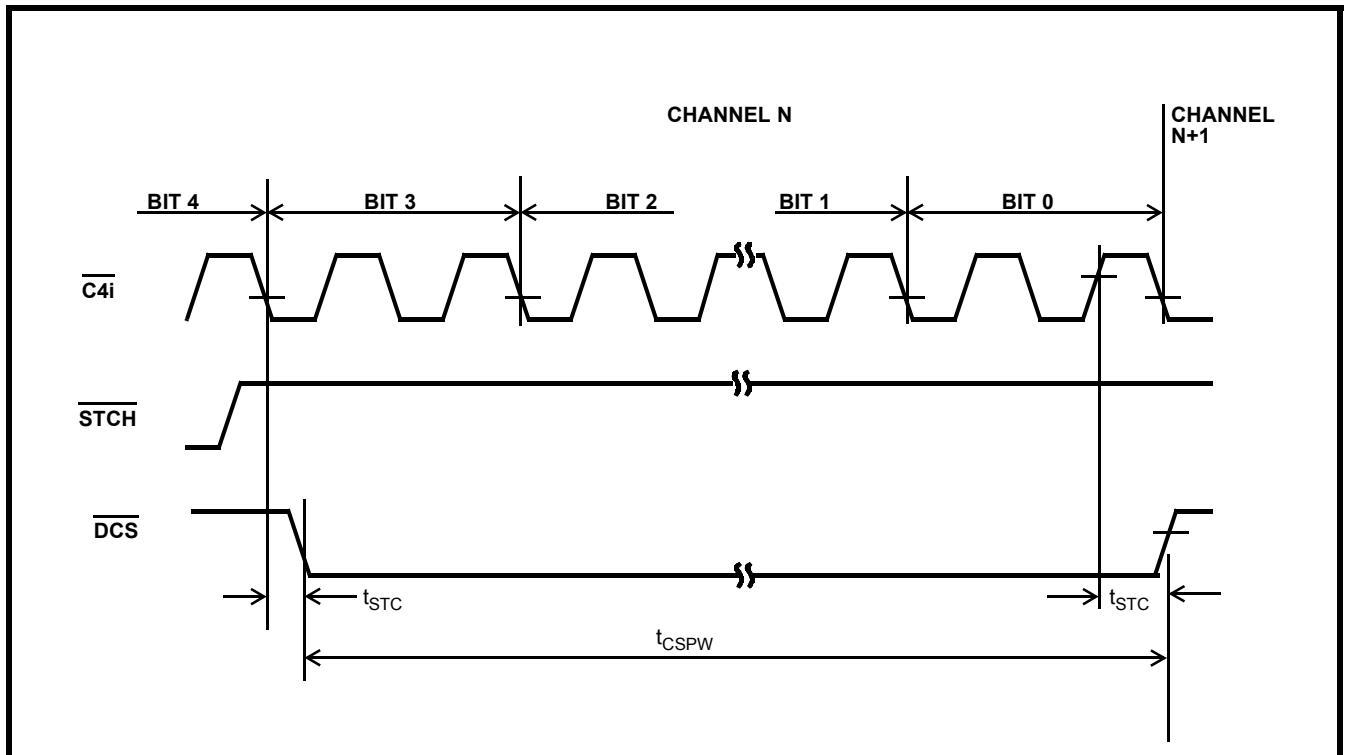 CHANNEL N
CHANNEL
N+1
BIT 4
BIT 3
BIT 2
BIT 1
BIT 0
C4i
STCH
DCS
tSTC
tSTC
tCSPW